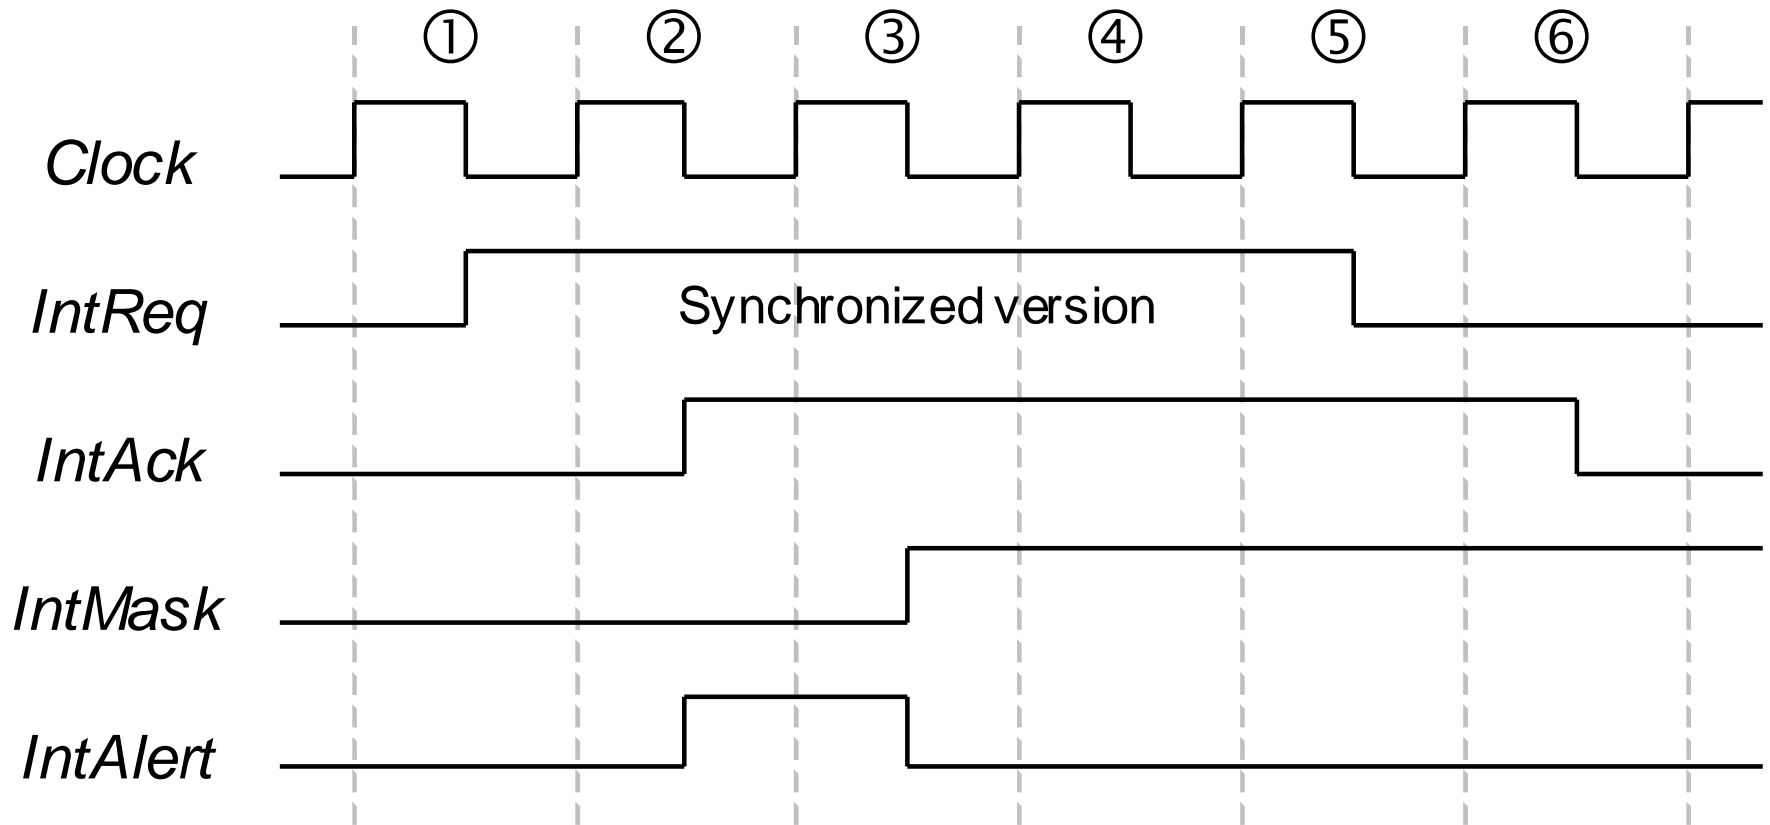 ① ② ③ ④ ⑤ ⑥
Clock
IntReq
Synchronized version
IntAck
IntMask
IntAlert